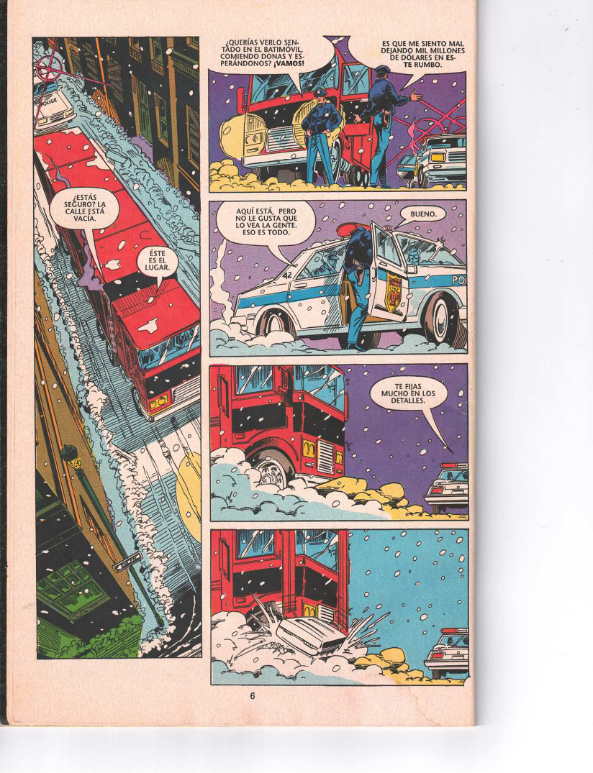 POLICE
¿ESTÁS
SEGURO? LA
CALLE ESTÁ
VACÍA.
ÉSTE
ES EL
LUGAR.
¿QUERÍAS VERLO SEN-
TADO EN EL BATIMÓVIL,
COMIENDO DONAS Y ES-
PERÁNDONOS? ¡VAMOS!
ES QUE ME SIENTO MAL
DEJANDO MIL MILLONES
DE DÓLARES EN ES-
TE RUMBO.
AQUÍ ESTÁ, PERO
NO LE GUSTA QUE
LO VEA LA GENTE.
ESO ES TODO.
BUENO.
42
PO
TE FIJAS
MUCHO EN LOS
DETALLES.
6